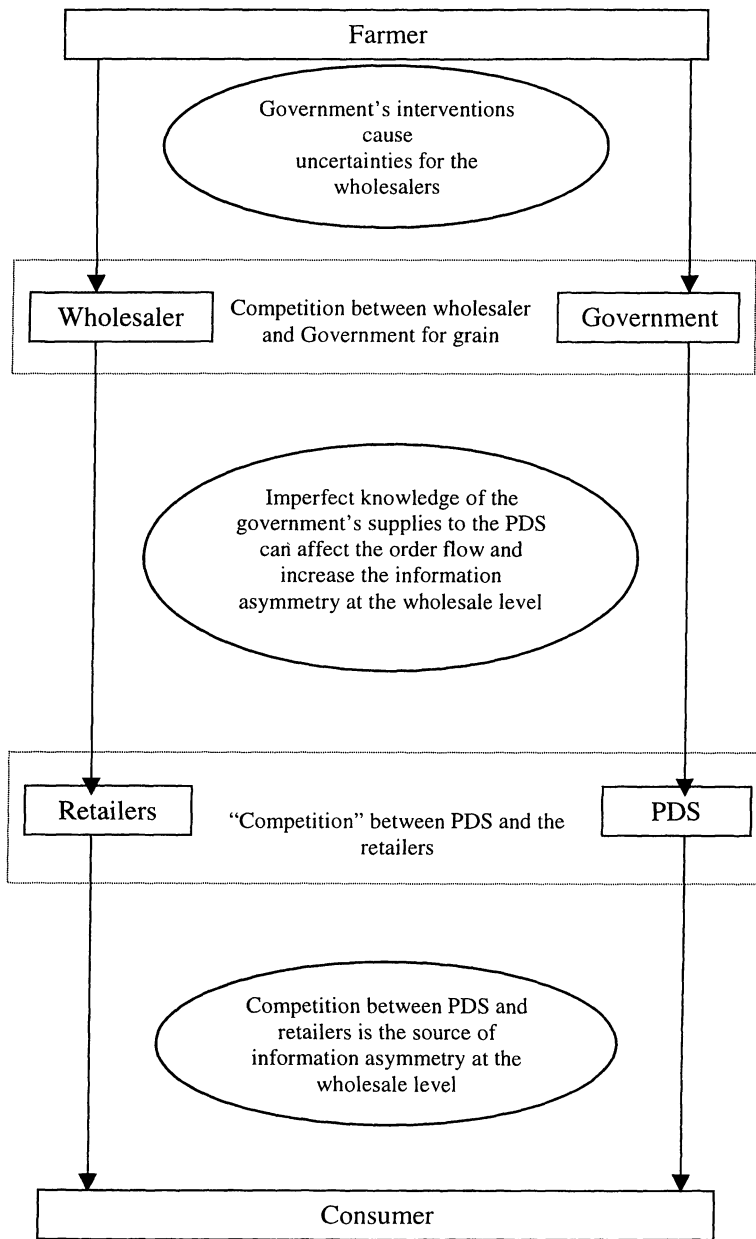 Farmer
Government's interventions
cause
uncertainties for the
wholesalers
Wholesaler
Competition between wholesaler
and Government for grain
Government
Imperfect knowledge of the
government's supplies to the PDS
can affect the order flow and
increase the information
asymmetry at the wholesale level
Retailers
“Competition” between PDS and the
retailers
PDS
Competition between PDS and
retailers is the source of
information asymmetry at the
wholesale level
Consumer